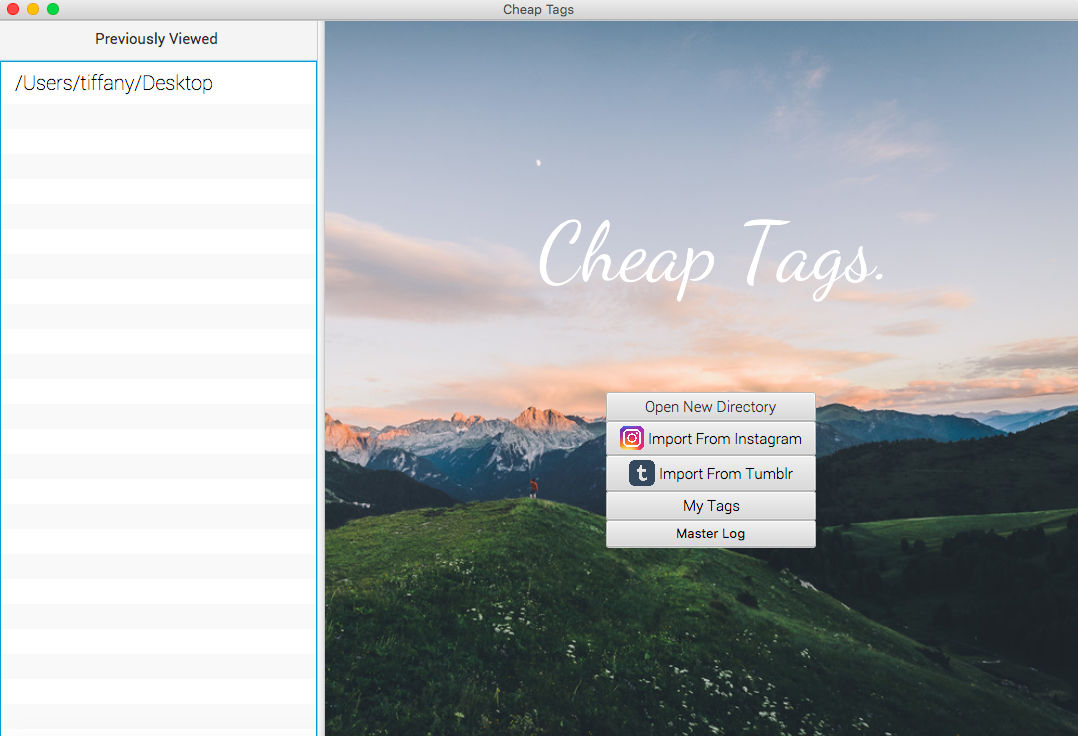 Cheap Tags
Previously Viewed
/Users/tiffany/Desktop
Cheap Tags.
Open New Directory
Import From Instagram
t Import From Tumblr
My Tags
Master Log